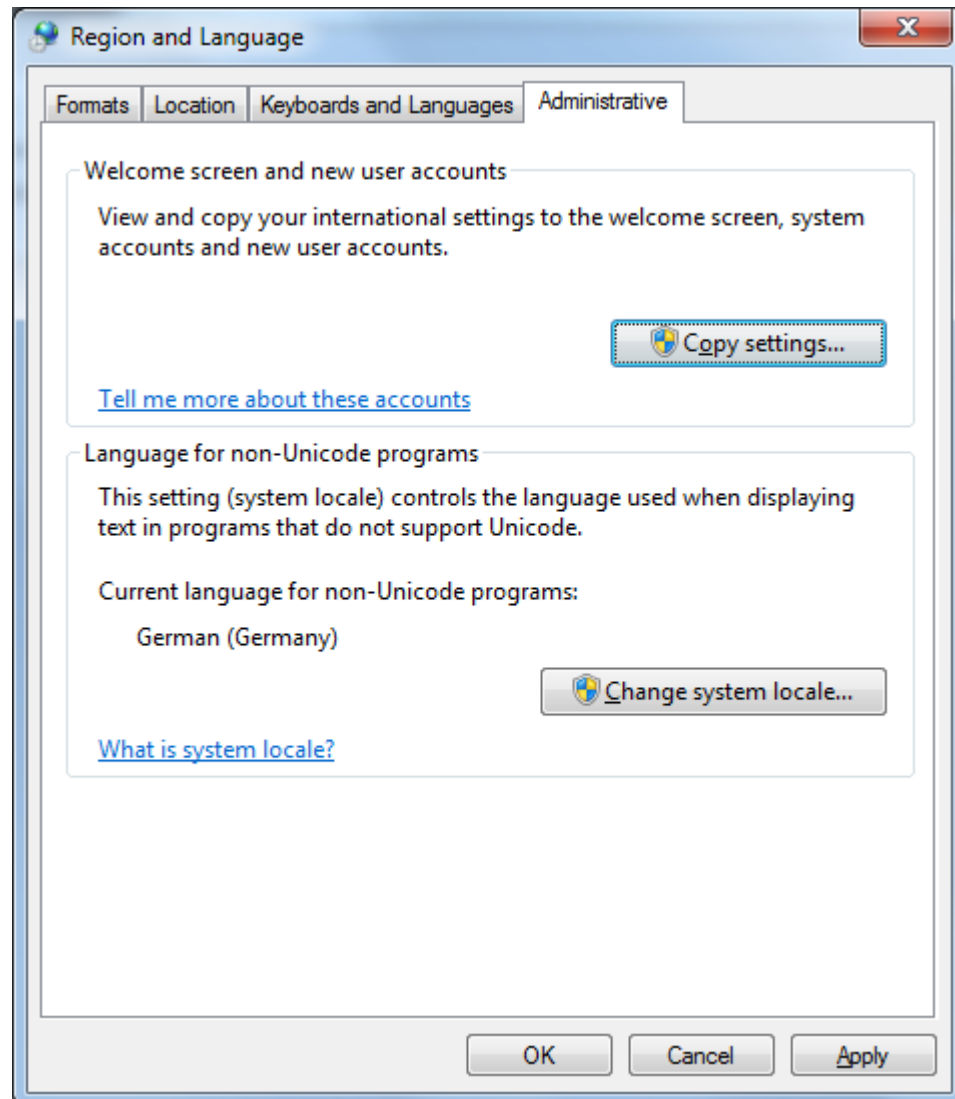 Region and Language
Formats
Location
Keyboards and Languages
Administrative
Welcome screen and new user accounts
View and copy your international settings to the welcome screen, system
accounts and new user accounts.
Copy settings...
Tell me more about these accounts
Language for non-Unicode programs
This setting (system locale) controls the language used when displaying
text in programs that do not support Unicode.
Current language for non-Unicode programs:
German (Germany)
Change system locale...
What is system locale?
OK
Cancel
Apply